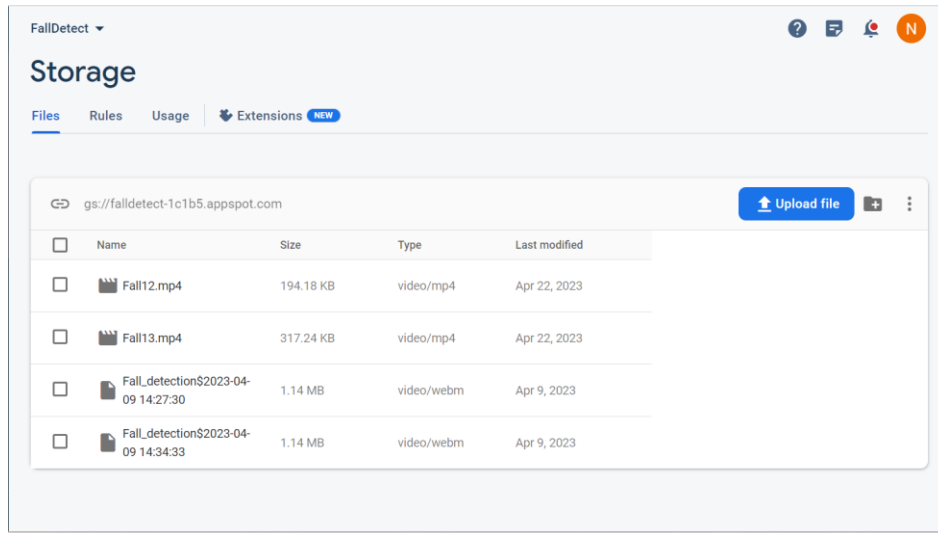 FallDetect
N
Storage
Files Rules Usage Extensions NEW
gs://falldetect-1c1b5.appspot.com Upload file
Name Size Type Last modified
Fall12.mp4 194.18 KB video/mp4 Apr 22, 2023
Fall13.mp4 317.24 KB video/mp4 Apr 22, 2023
Fall_detection$2023-04-
09 14:27:30 1.14 MB video/webm Apr 9, 2023
Fall_detection$2023-04-
09 14:34:33 1.14 MB video/webm Apr 9, 2023